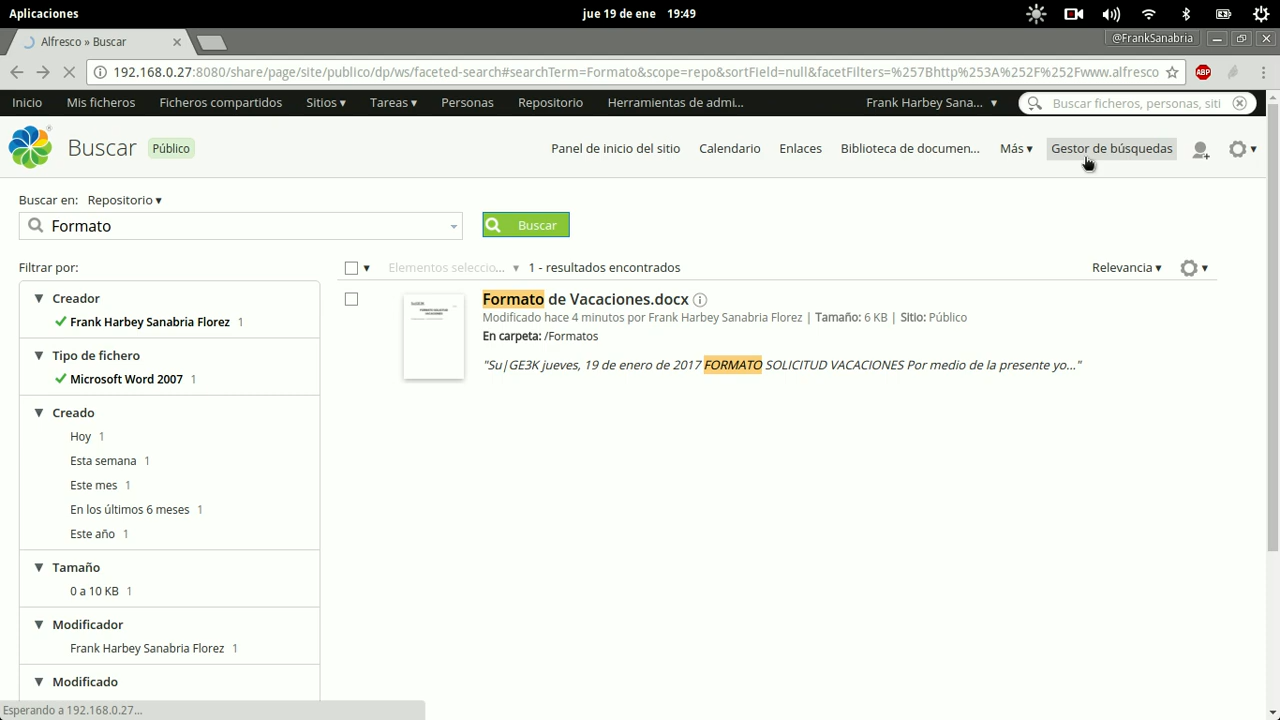 Aplicaciones jue 19 de ene 19:49
Alfresco » Buscar @FrankSanabria
192.168.0.27:8080/share/page/site/publico/dp/ws/faceted-search#searchTerm=Formato&scope=repo&sortField=null&facetFilters=%257Bhttp%253A%252F%252Fwww.alfresco ABP
Inicio Mis ficheros Ficheros compartidos Sitios ▾ Tareas ▾ Personas Repositorio Herramientas de admi... Frank Harbey Sana... ▾ Buscar ficheros, personas, siti
Buscar Público Panel de inicio del sitio Calendario Enlaces Biblioteca de documen... Más ▾ Gestor de búsquedas
Buscar en: Repositorio ▾
Formato Buscar
Filtrar por: Elementos seleccio... ▾ 1 - resultados encontrados Relevancia ▾
Creador
Frank Harbey Sanabria Florez 1
Tipo de fichero
Microsoft Word 2007 1
Creado
Hoy 1
Esta semana 1
Este mes 1
En los últimos 6 meses 1
Este año 1
Tamaño
0 a 10 KB 1
Modificador
Frank Harbey Sanabria Florez 1
Modificado
Formato de Vacaciones.docx
Modificado hace 4 minutos por Frank Harbey Sanabria Florez | Tamaño: 6 KB | Sitio: Público
En carpeta: /Formatos
"Su|GE3K jueves, 19 de enero de 2017 FORMATO SOLICITUD VACACIONES Por medio de la presente yo..."
Esperando a 192.168.0.27...